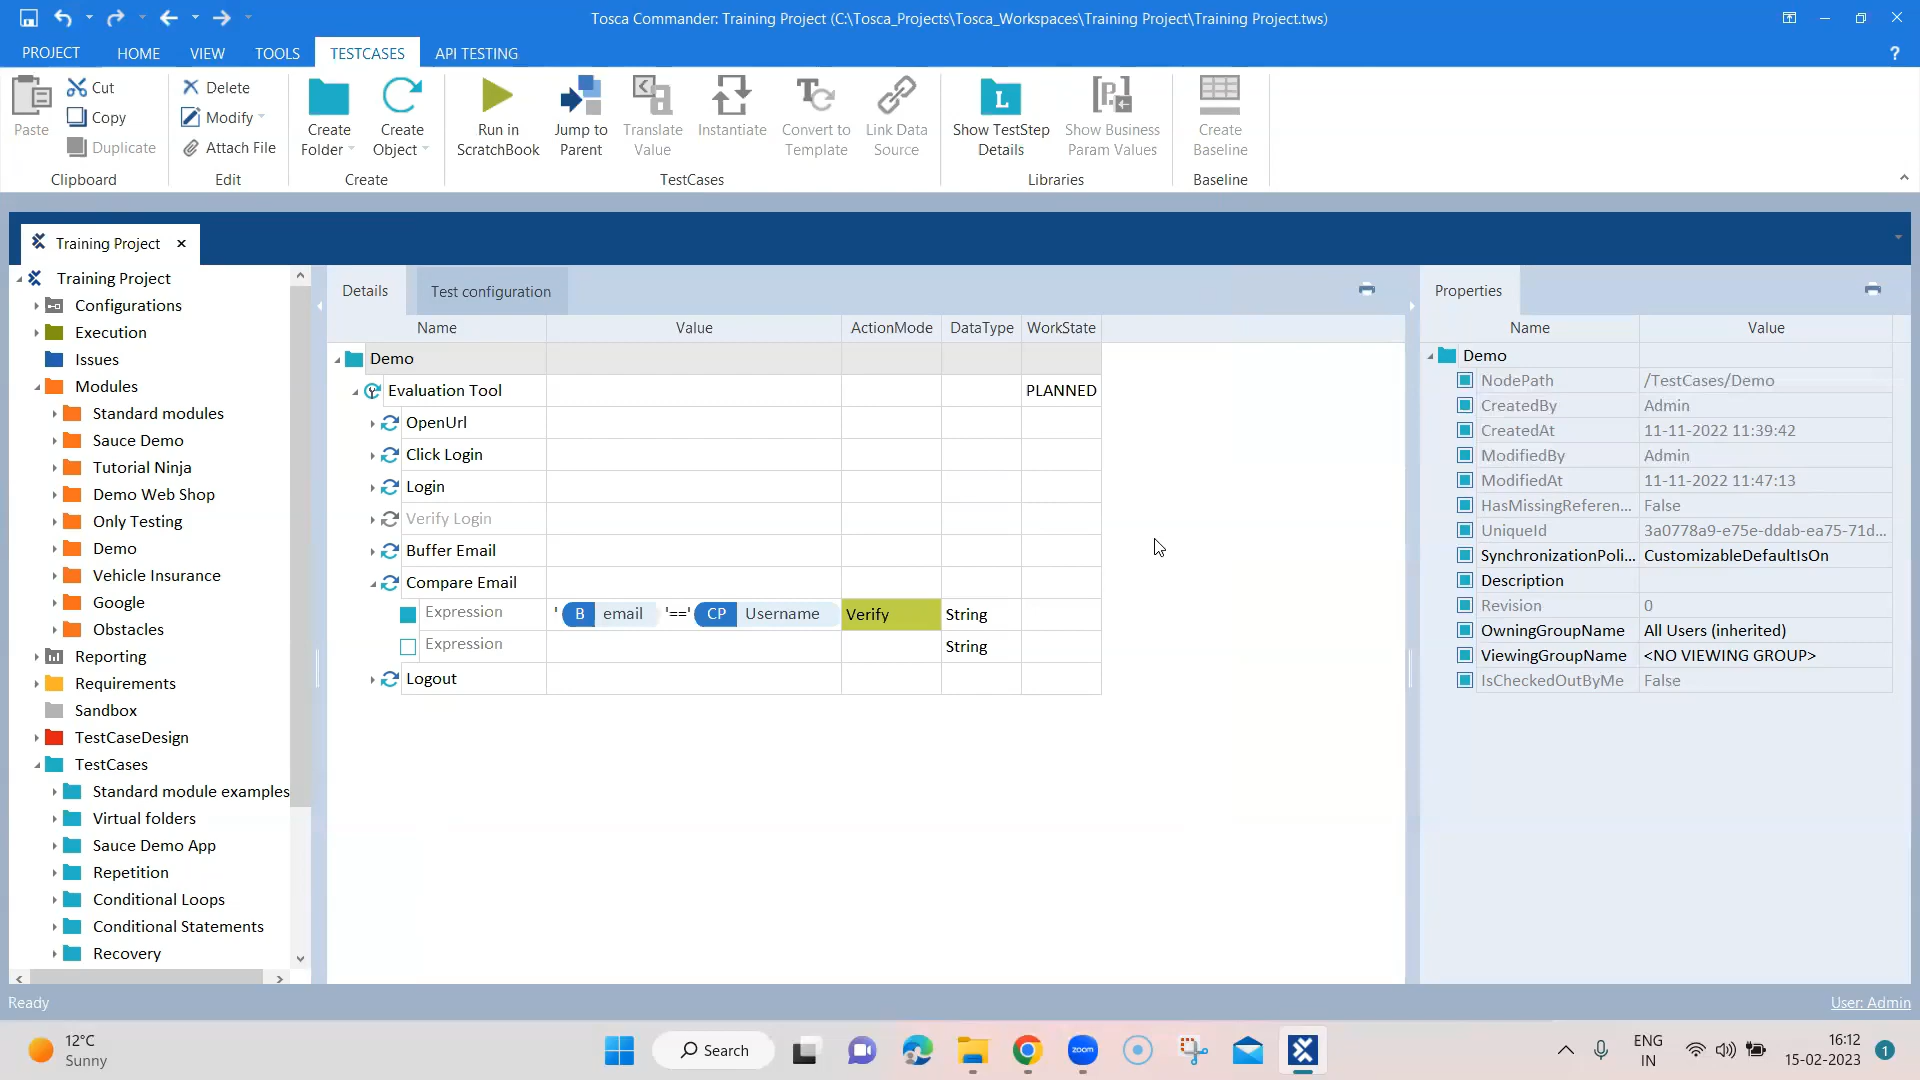 Tosca Commander: Training Project (C:\Tosca_Projects\Tosca_Workspaces\Training Project\Training Project.tws)
PROJECT HOME VIEW TOOLS TESTCASES API TESTING ?
Paste
Cut
Copy
Duplicate
Clipboard
Delete
Modify
Attach File
Edit
Create Folder
Create Object
Create
Run in ScratchBook
Jump to Parent
Translate Value
Instantiate
Convert to Template
Link Data Source
TestCases
Show TestStep Details
Show Business Param Values
Libraries
Create Baseline
Baseline
Training Project ×
Training Project
Configurations
Execution
Issues
Modules
Standard modules
Sauce Demo
Tutorial Ninja
Demo Web Shop
Only Testing
Demo
Vehicle Insurance
Google
Obstacles
Reporting
Requirements
Sandbox
TestCaseDesign
TestCases
Standard module examples
Virtual folders
Sauce Demo App
Repetition
Conditional Loops
Conditional Statements
Recovery
Details Test configuration
Name Value ActionMode DataType WorkState
Demo
Evaluation Tool PLANNED
OpenUrl
Click Login
Login
Verify Login
Buffer Email
Compare Email
Expression ' B email '==' CP Username Verify String
Expression String
Logout
Properties
Name Value
Demo
NodePath /TestCases/Demo
CreatedBy Admin
CreatedAt 11-11-2022 11:39:42
ModifiedBy Admin
ModifiedAt 11-11-2022 11:47:13
HasMissingReferen... False
UniqueId 3a0778a9-e75e-ddab-ea75-71d...
SynchronizationPoli... CustomizableDefaultIsOn
Description
Revision 0
OwningGroupName All Users (inherited)
ViewingGroupName <NO VIEWING GROUP>
IsCheckedOutByMe False
Ready User: Admin
12°C
Sunny
Search
zoom
ENG
IN
16:12
15-02-2023
1